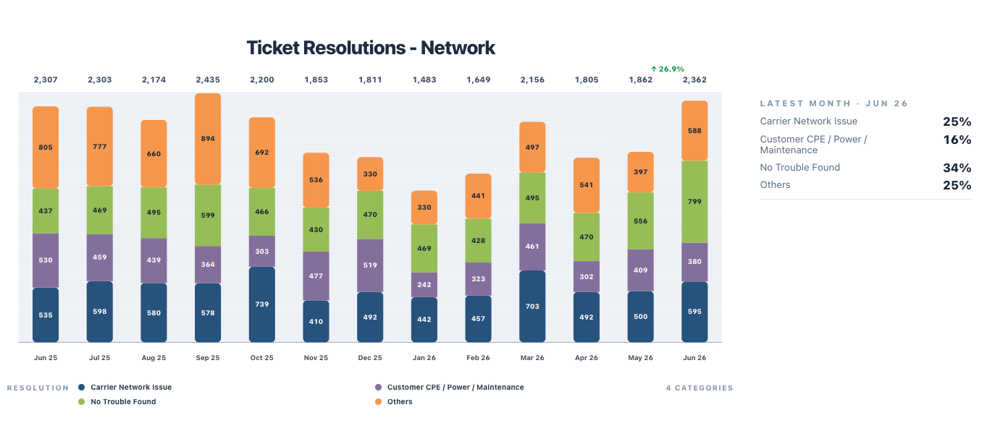 Ticket Resolutions - Network
↑ 26.9%
2,307 2,303 2,174 2,435 2,200 1,853 1,811 1,483 1,649 2,156 1,805 1,862 2,362
805 777 660 894 692 536 330 330 441 497 541 397 588
437 469 495 599 466 430 470 469 428 495 470 556 799
530 459 439 364 303 477 519 242 323 461 302 409 380
535 598 580 578 739 410 492 442 457 703 492 500 595
Jun 25 Jul 25 Aug 25 Sep 25 Oct 25 Nov 25 Dec 25 Jan 26 Feb 26 Mar 26 Apr 26 May 26 Jun 26
RESOLUTION Carrier Network Issue Customer CPE / Power / Maintenance 4 CATEGORIES
No Trouble Found Others
LATEST MONTH · JUN 26
Carrier Network Issue 25%
Customer CPE / Power / 16%
Maintenance
No Trouble Found 34%
Others 25%